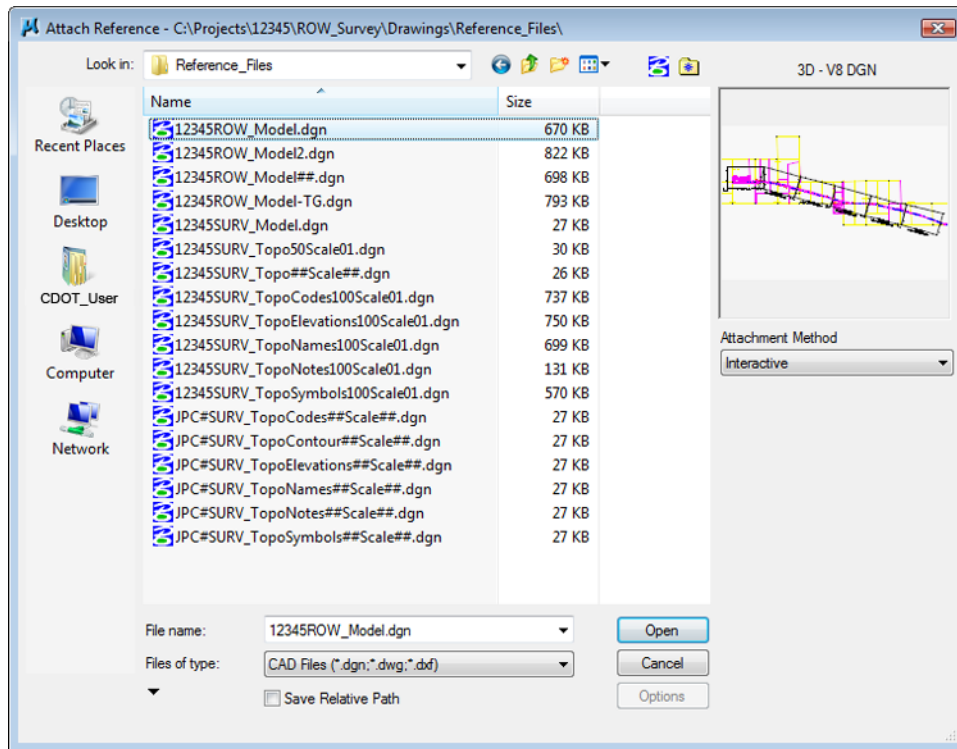 Attach Reference - C:\Projects\12345\ROW_Survey\Drawings\Reference_Files\
Look in: Reference_Files
3D - V8 DGN
Recent Places
Desktop
CDOT_User
Computer
Network
Name Size
12345ROW_Model.dgn 670 KB
12345ROW_Model2.dgn 822 KB
12345ROW_Model##.dgn 698 KB
12345ROW_Model-TG.dgn 793 KB
12345SURV_Model.dgn 27 KB
12345SURV_Topo50Scale01.dgn 30 KB
12345SURV_Topo##Scale##.dgn 26 KB
12345SURV_TopoCodes100Scale01.dgn 737 KB
12345SURV_TopoElevations100Scale01.dgn 750 KB
12345SURV_TopoNames100Scale01.dgn 699 KB
12345SURV_TopoNotes100Scale01.dgn 131 KB
12345SURV_TopoSymbols100Scale01.dgn 570 KB
JPC#SURV_TopoCodes##Scale##.dgn 27 KB
JPC#SURV_TopoContour##Scale##.dgn 27 KB
JPC#SURV_TopoElevations##Scale##.dgn 27 KB
JPC#SURV_TopoNames##Scale##.dgn 27 KB
JPC#SURV_TopoNotes##Scale##.dgn 27 KB
JPC#SURV_TopoSymbols##Scale##.dgn 27 KB
Attachment Method
Interactive
File name: 12345ROW_Model.dgn Open
Files of type: CAD Files (*.dgn;*.dwg;*.dxf) Cancel
Save Relative Path Options